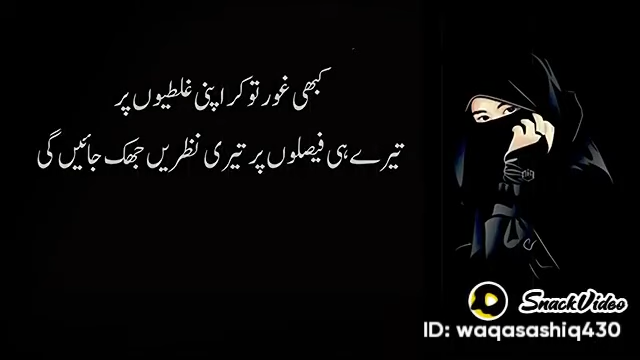 کبھی غور تو کر اپنی غلطیوں پر
تیرے ہی فیصلوں پر تیری نظریں جھک جائیں گی
SnackVideo
ID: waqasashiq430